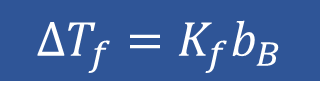 ΔT_f = K_f b_B